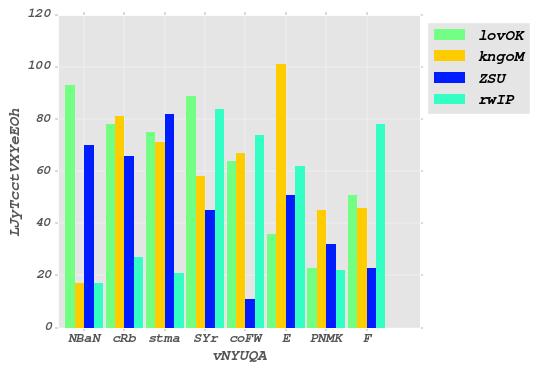 120
100
80
60
40
20
0
LJyTcctVXYeEOh
NBaN cRb stma SYr coFW E PNMK F
vNYUQA
lovOK
kngoM
ZSU
rwIP